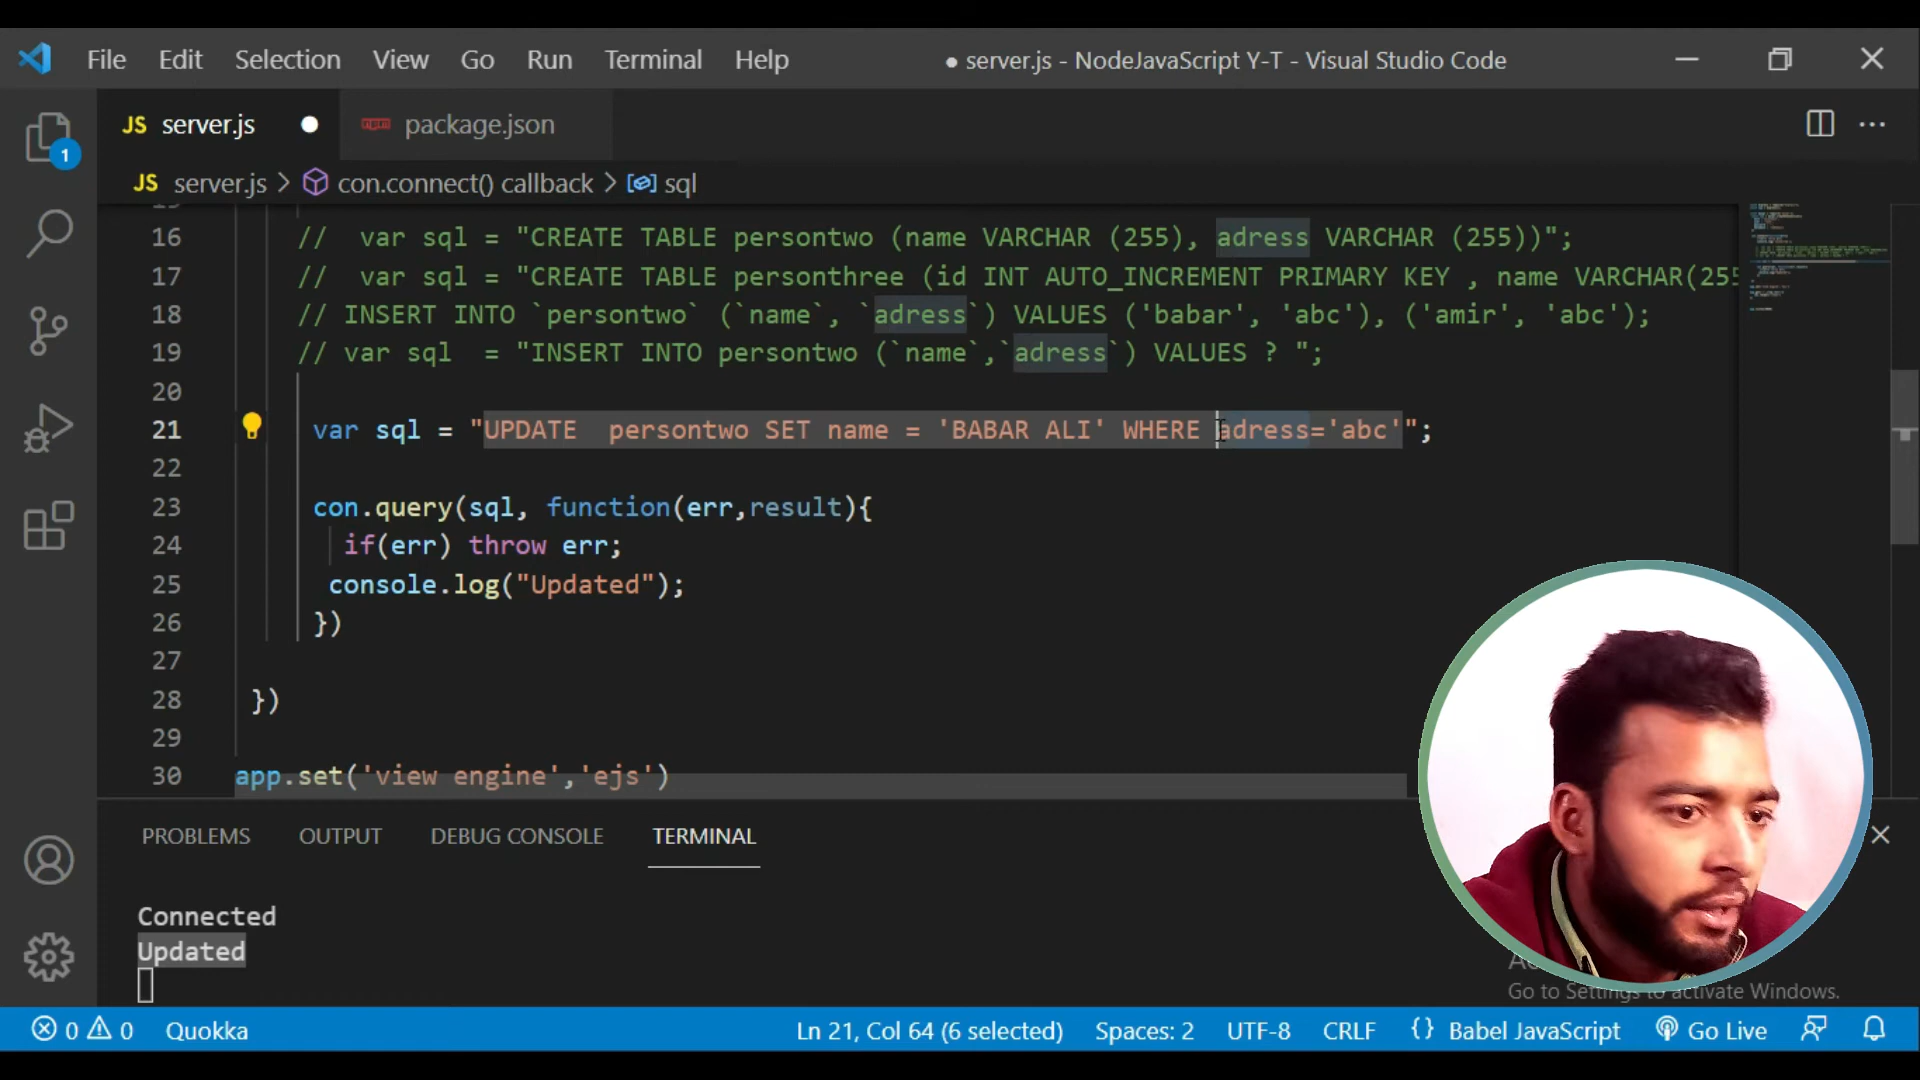 File Edit Selection View Go Run Terminal Help ● server.js - NodeJavaScript Y-T - Visual Studio Code
JS server.js ● package.json
JS server.js > con.connect() callback > sql
16 //  var sql = "CREATE TABLE persontwo (name VARCHAR (255), adress VARCHAR (255))";
17 //  var sql = "CREATE TABLE personthree (id INT AUTO_INCREMENT PRIMARY KEY , name VARCHAR(255
18 // INSERT INTO `persontwo` (`name`, `adress`) VALUES ('babar', 'abc'), ('amir', 'abc');
19 // var sql  = "INSERT INTO persontwo (`name`,`adress`) VALUES ? ";
20
21 var sql = "UPDATE  persontwo SET name = 'BABAR ALI' WHERE adress='abc'";
22
23 con.query(sql, function(err,result){
24 if(err) throw err;
25 console.log("Updated");
26 })
27
28 })
29
30 app.set('view engine','ejs')
PROBLEMS OUTPUT DEBUG CONSOLE TERMINAL
Connected
Updated
Go to Settings to activate Windows.
0 0 Quokka Ln 21, Col 64 (6 selected) Spaces: 2 UTF-8 CRLF {} Babel JavaScript Go Live